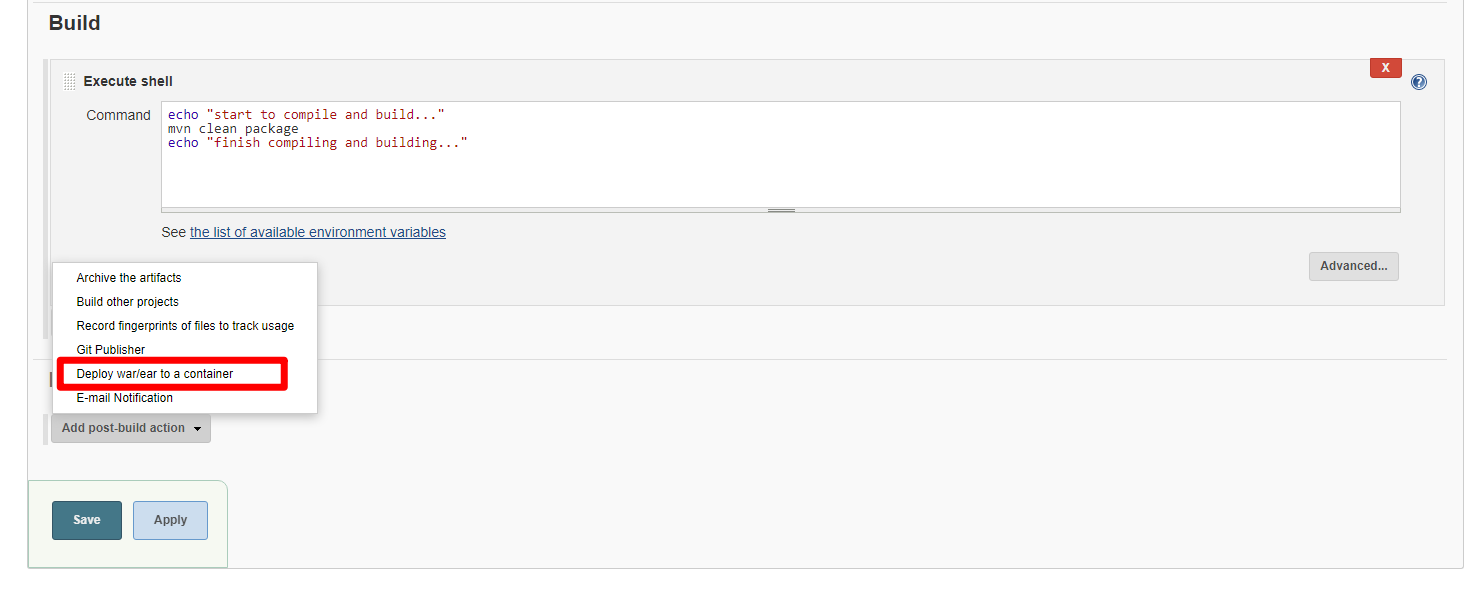 Build
Execute shell
X
?
Command
echo "start to compile and build..."
mvn clean package
echo "finish compiling and building..."
See the list of available environment variables
Advanced...
Archive the artifacts
Build other projects
Record fingerprints of files to track usage
Git Publisher
Deploy war/ear to a container
E-mail Notification
Add post-build action
Save
Apply